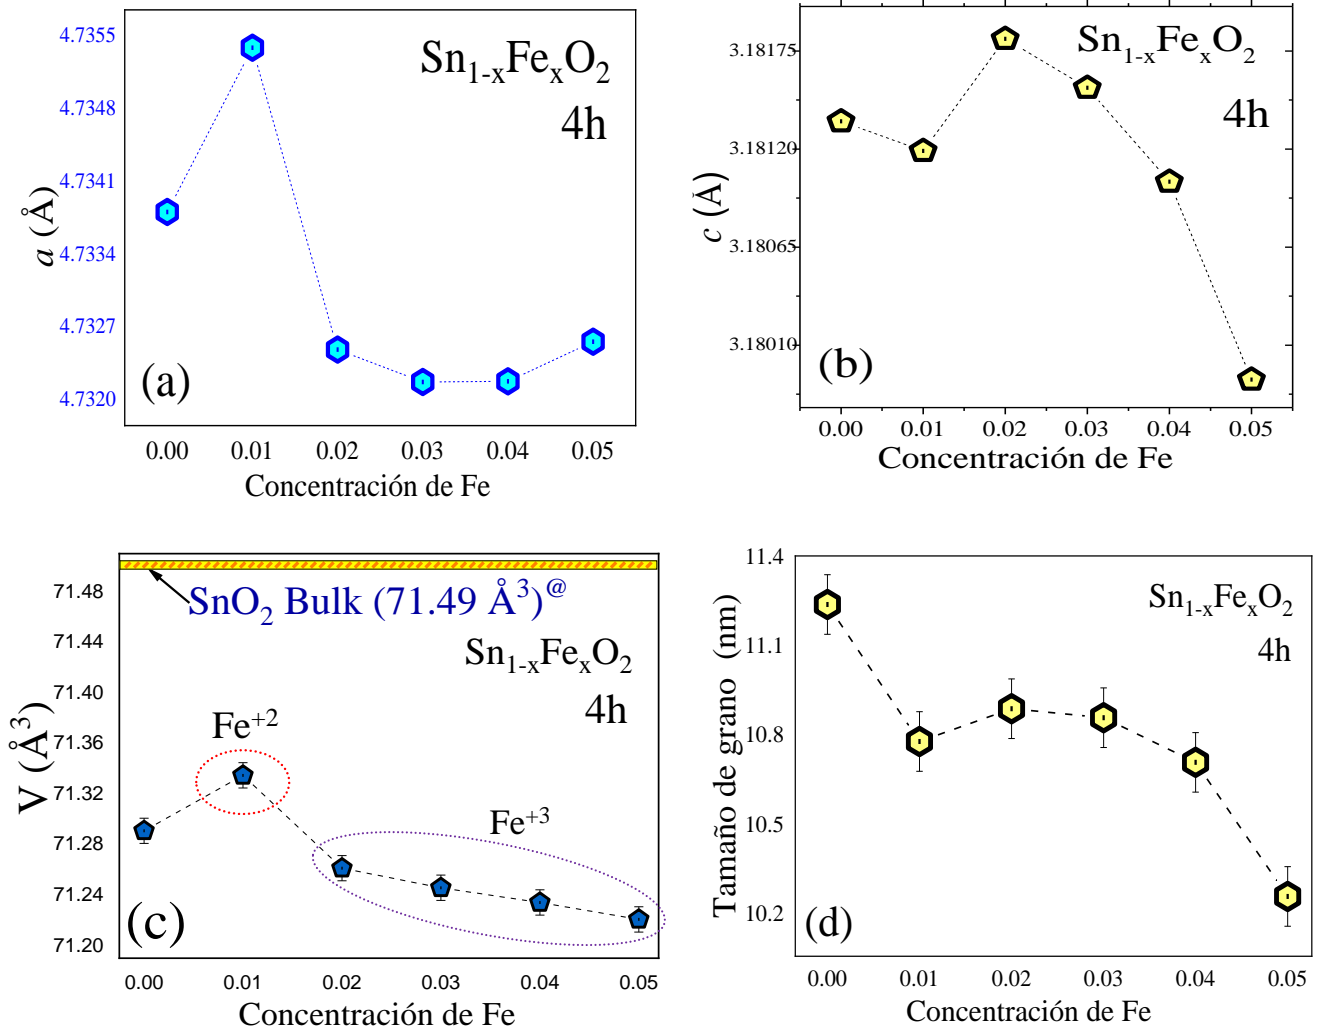 4.7355
4.7348
4.7341
4.7334
4.7327
4.7320
a (Å)
Sn1-xFexO2
4h
(a)
0.00 0.01 0.02 0.03 0.04 0.05
Concentración de Fe
3.18175
3.18120
3.18065
3.18010
c (Å)
Sn1-xFexO2
4h
(b)
0.00 0.01 0.02 0.03 0.04 0.05
Concentración de Fe
71.48
71.44
71.40
71.36
71.32
71.28
71.24
71.20
V (Å3)
SnO2 Bulk (71.49 Å3)@
Sn1-xFexO2
4h
Fe+2
Fe+3
(c)
0.00 0.01 0.02 0.03 0.04 0.05
Concentración de Fe
11.4
11.1
10.8
10.5
10.2
Tamaño de grano (nm)
Sn1-xFexO2
4h
(d)
0.00 0.01 0.02 0.03 0.04 0.05
Concentración de Fe